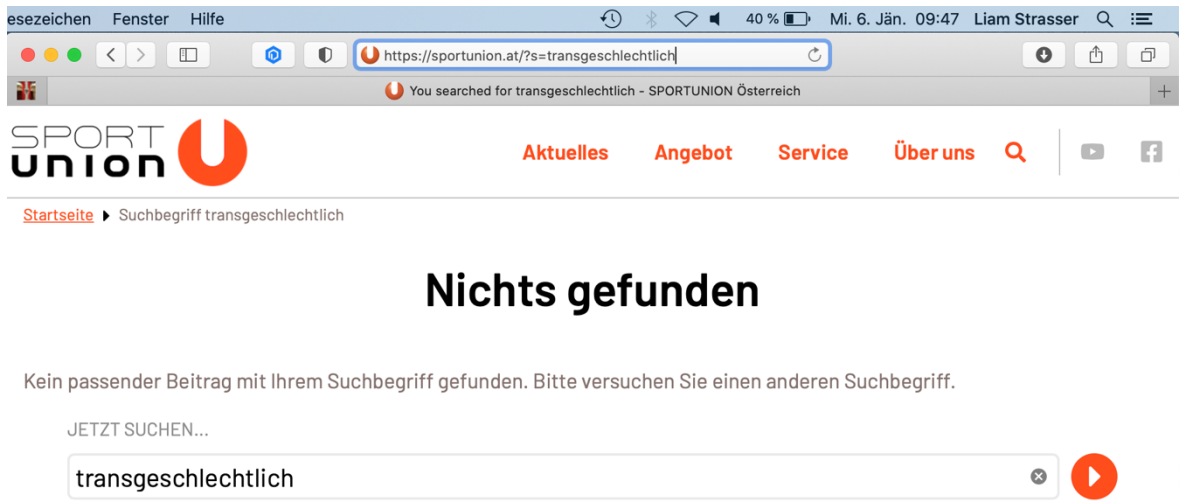 esezeichen Fenster Hilfe 40 % Mi. 6. Jän. 09:47 Liam Strasser
https://sportunion.at/?s=transgeschlechtlich
You searched for transgeschlechtlich - SPORTUNION Österreich
SPORT
UNION
Aktuelles Angebot Service Über uns
Startseite Suchbegriff transgeschlechtlich
Nichts gefunden
Kein passender Beitrag mit Ihrem Suchbegriff gefunden. Bitte versuchen Sie einen anderen Suchbegriff.
JETZT SUCHEN...
transgeschlechtlich